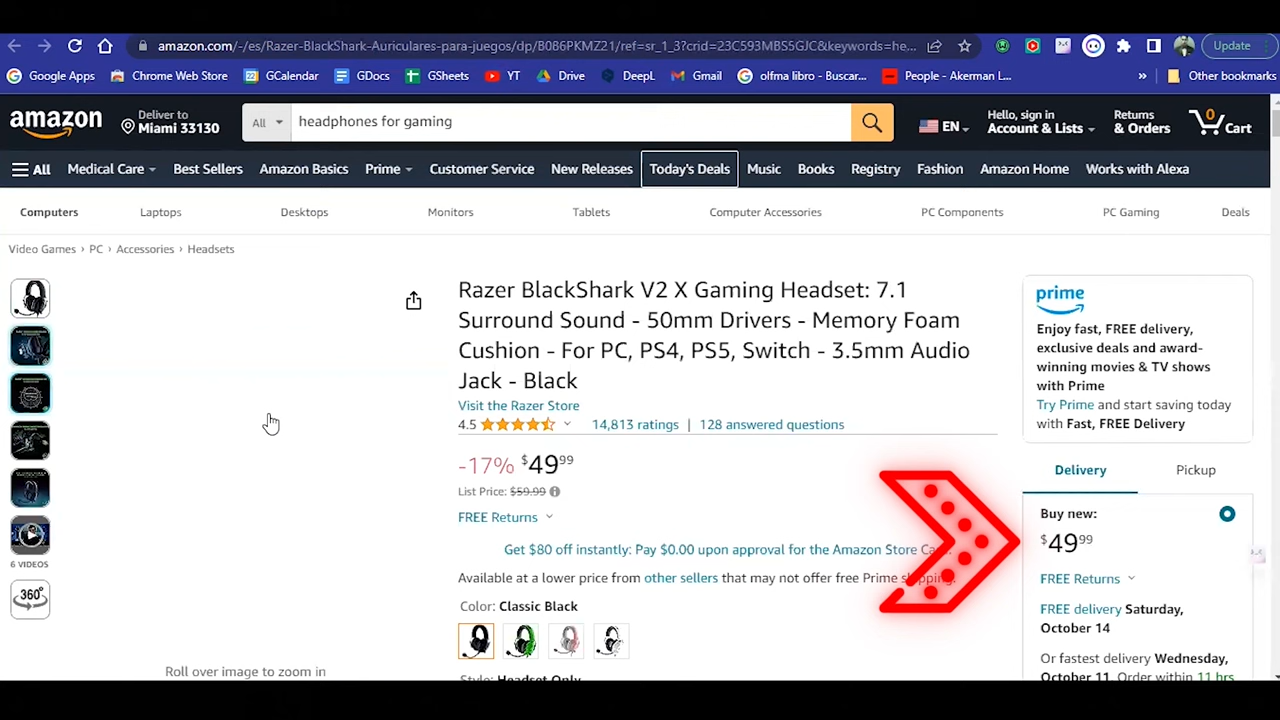 amazon.com/-/es/Razer-BlackShark-Auriculares-para-juegos/dp/B086PKMZ21/ref=sr_1_3?crid=23C593MBS5GJC&keywords=he...
Update
Google Apps
Chrome Web Store
GCalendar
GDocs
GSheets
YT
Drive
DeepL
Gmail
olfma libro - Buscar...
People - Akerman L...
»
Other bookmarks
amazon
Deliver to
Miami 33130
All
headphones for gaming
EN
Hello, sign in
Account & Lists
Returns
& Orders
0
Cart
All
Medical Care
Best Sellers
Amazon Basics
Prime
Customer Service
New Releases
Today's Deals
Music
Books
Registry
Fashion
Amazon Home
Works with Alexa
Computers
Laptops
Desktops
Monitors
Tablets
Computer Accessories
PC Components
PC Gaming
Deals
Video Games › PC › Accessories › Headsets
6 VIDEOS
360°
Roll over image to zoom in
Razer BlackShark V2 X Gaming Headset: 7.1
Surround Sound - 50mm Drivers - Memory Foam
Cushion - For PC, PS4, PS5, Switch - 3.5mm Audio
Jack - Black
Visit the Razer Store
4.5
14,813 ratings | 128 answered questions
-17% $49 99
List Price: $59.99
FREE Returns
Get $80 off instantly: Pay $0.00 upon approval for the Amazon Store
Available at a lower price from other sellers that may not offer free Prime
Color: Classic Black
Style: Headset Only
prime
Enjoy fast, FREE delivery,
exclusive deals and award-
winning movies & TV shows
with Prime
Try Prime and start saving today
with Fast, FREE Delivery
Delivery
Pickup
Buy new:
$49 99
FREE Returns
FREE delivery Saturday,
October 14
Or fastest delivery Wednesday,
October 11. Order within 11 hrs